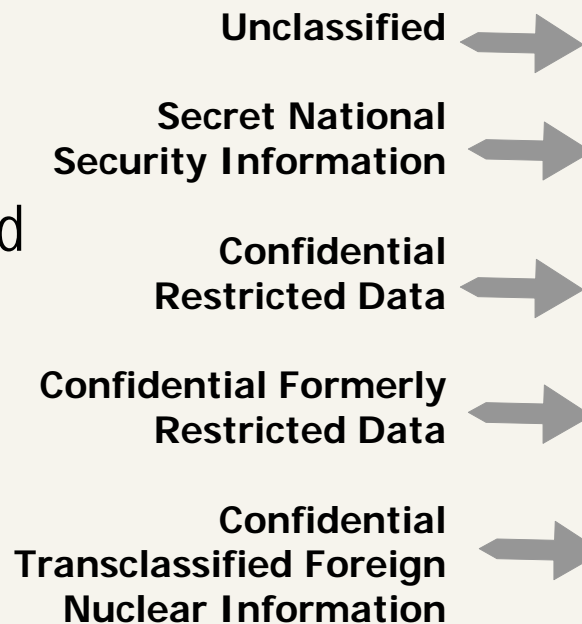 Unclassified
Secret National
Security Information
Confidential
Restricted Data
Confidential Formerly
Restricted Data
Confidential
Transclassified Foreign
Nuclear Information